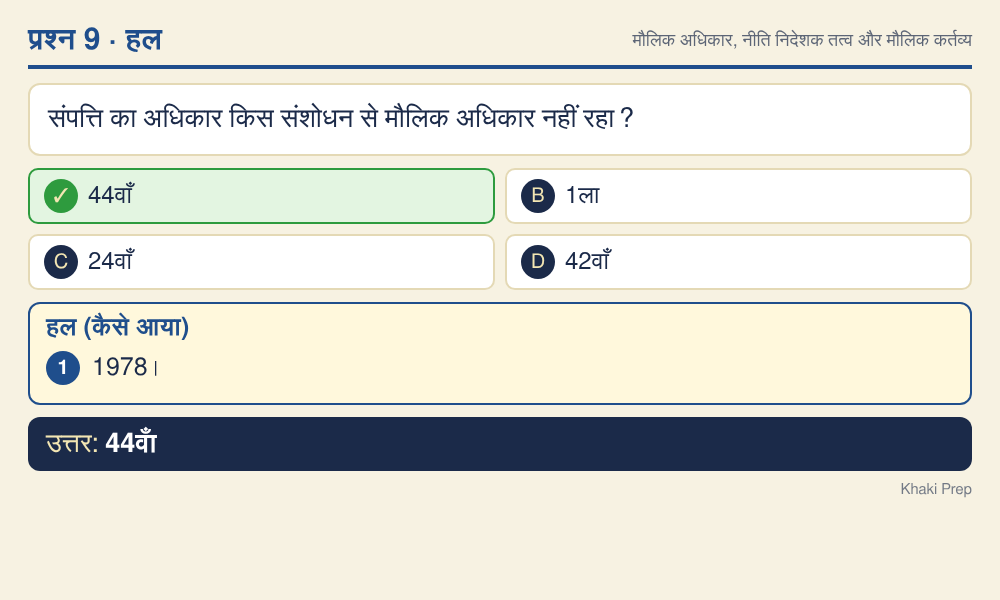 प्रश्न 9 · हल
मौलिक अधिकार, नीति निदेशक तत्व और मौलिक कर्तव्य
संपत्ति का अधिकार किस संशोधन से मौलिक अधिकार नहीं रहा ?
✓ 44वाँ
B 1ला
C 24वाँ
D 42वाँ
हल (कैसे आया)
1 1978।
उत्तर: 44वाँ
Khaki Prep